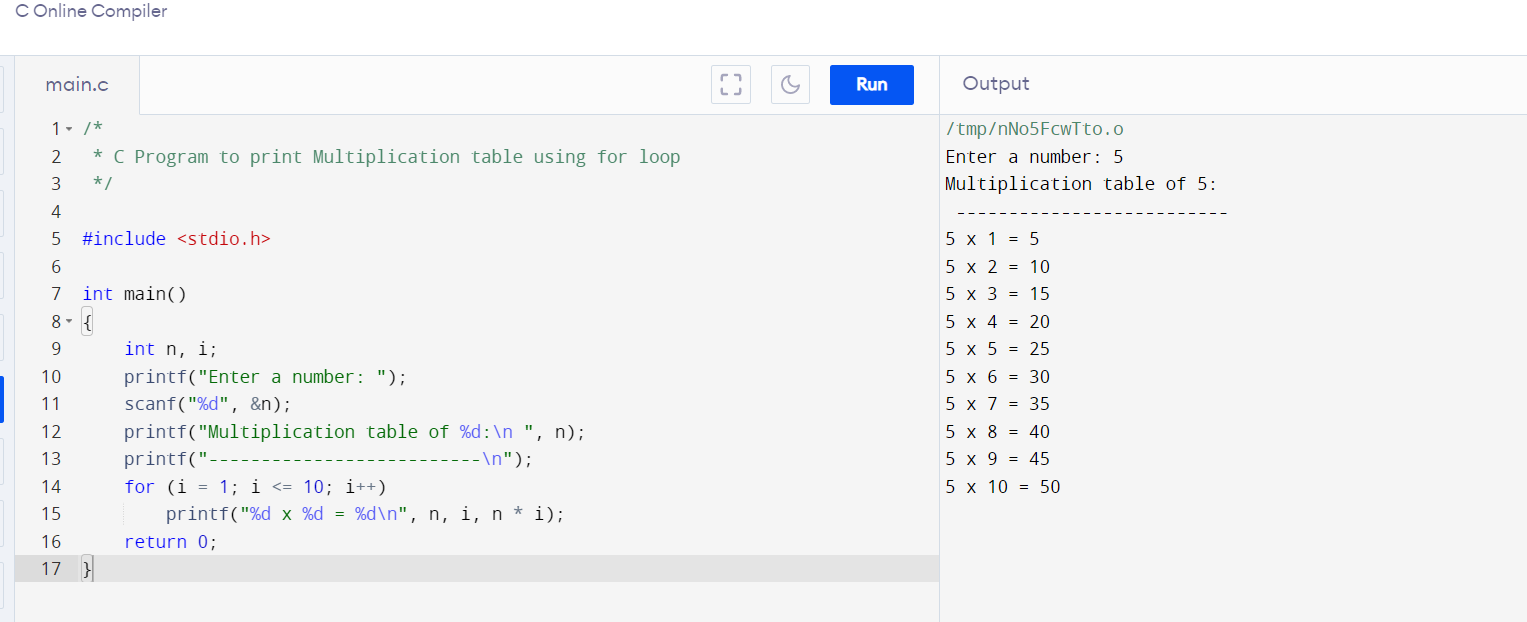 C Online Compiler
main.c
Run
Output
1 /*
2  * C Program to print Multiplication table using for loop
3  */
4
5 #include <stdio.h>
6
7 int main()
8 {
9     int n, i;
10     printf("Enter a number: ");
11     scanf("%d", &n);
12     printf("Multiplication table of %d:\n ", n);
13     printf("--------------------------\n");
14     for (i = 1; i <= 10; i++)
15         printf("%d x %d = %d\n", n, i, n * i);
16     return 0;
17 }
/tmp/nNo5FcwTto.o
Enter a number: 5
Multiplication table of 5:
 --------------------------
5 x 1 = 5
5 x 2 = 10
5 x 3 = 15
5 x 4 = 20
5 x 5 = 25
5 x 6 = 30
5 x 7 = 35
5 x 8 = 40
5 x 9 = 45
5 x 10 = 50